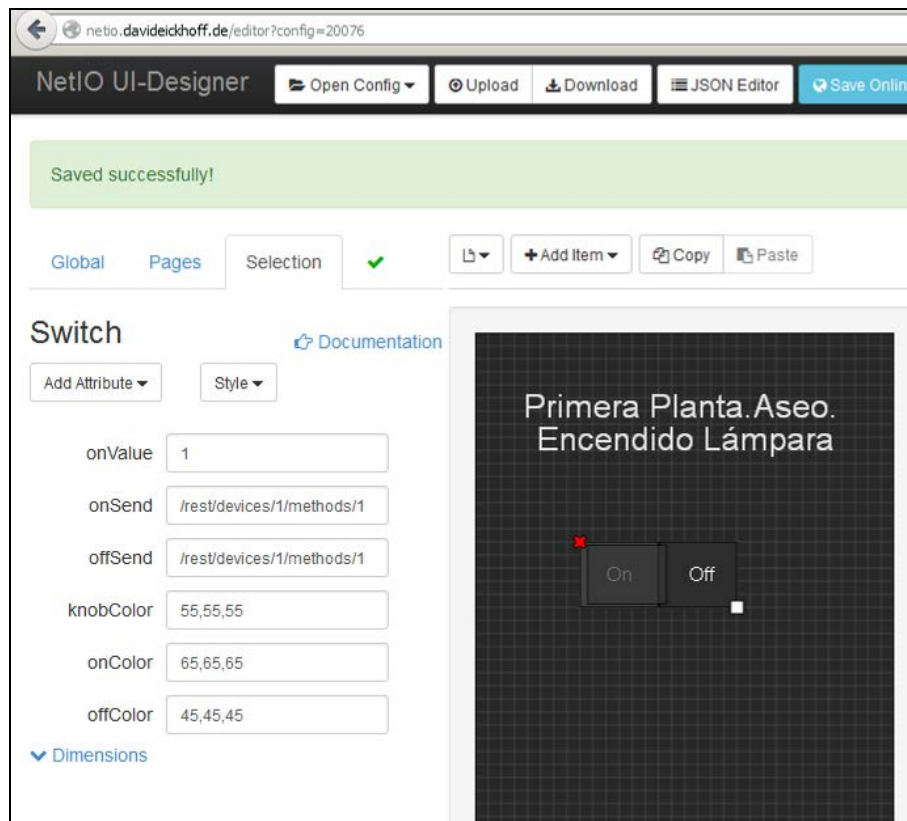 netio.davideickhoff.de/editor?config=20076
NetIO UI-Designer Open Config Upload Download JSON Editor Save Onlin
Saved successfully!
Global Pages Selection Add Item Copy Paste
Switch Documentation
Add Attribute Style
Primera Planta.Aseo.
Encendido Lámpara
onValue 1
onSend /rest/devices/1/methods/1
offSend /rest/devices/1/methods/1
On Off
knobColor 55,55,55
onColor 65,65,65
offColor 45,45,45
Dimensions